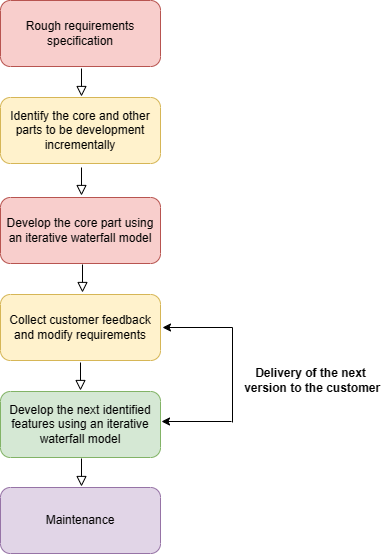 Rough requirements
specification
Identify the core and other
parts to be development
incrementally
Develop the core part using
an iterative waterfall model
Collect customer feedback
and modify requirements
Delivery of the next
version to the customer
Develop the next identified
features using an iterative
waterfall model
Maintenance